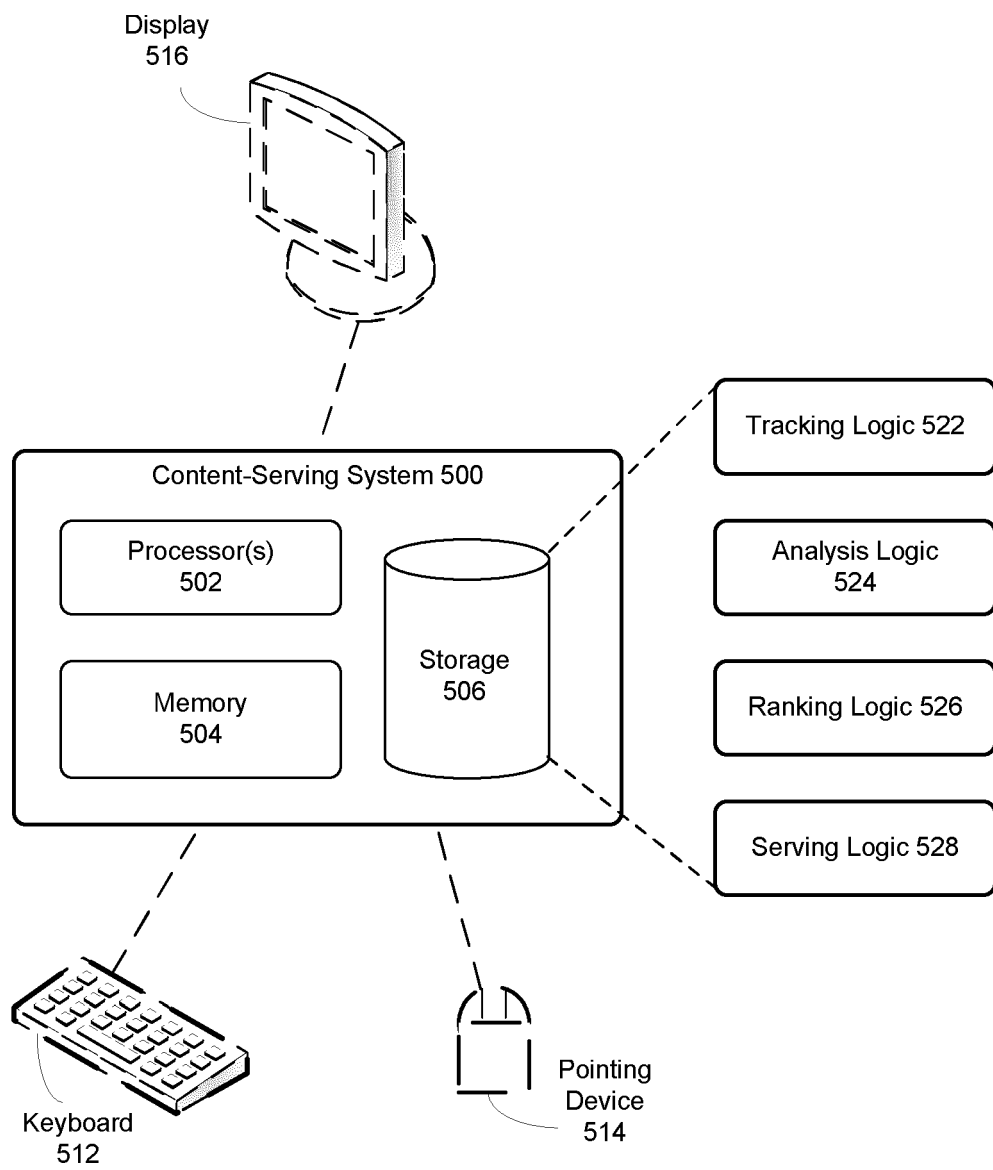 Display
516
Content-Serving System 500
Processor(s)
502
Memory
504
Storage
506
Tracking Logic 522
Analysis Logic
524
Ranking Logic 526
Serving Logic 528
Keyboard
512
Pointing
Device
514